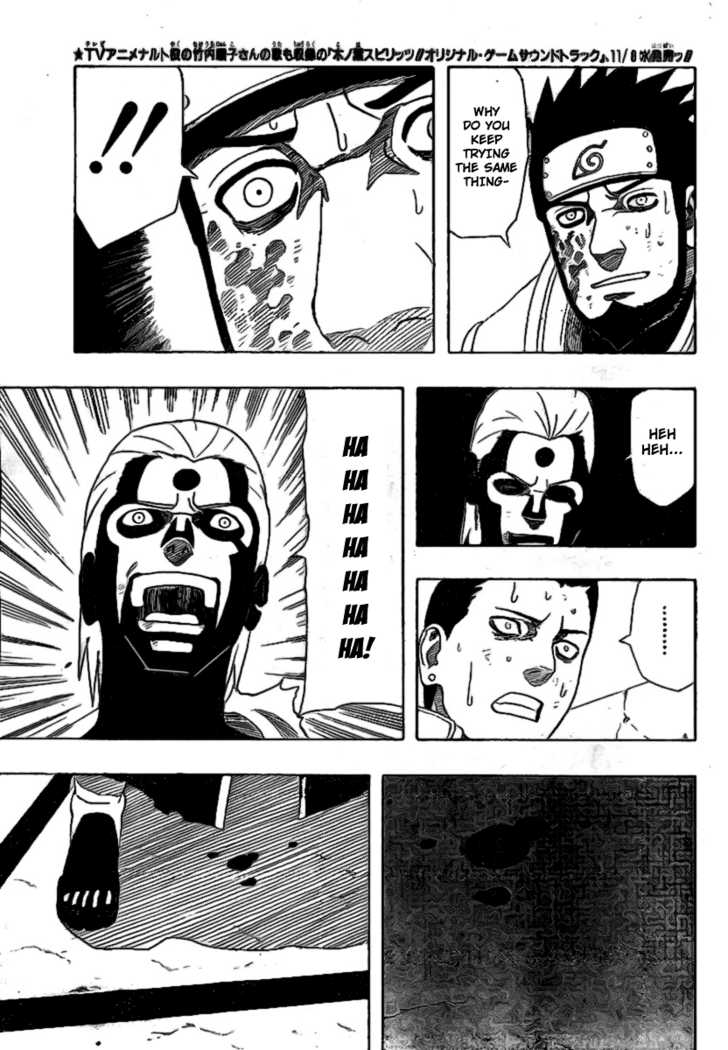 ★TVアニメナルト役の竹内順子さんの歌も収録の『木ノ葉スピリッツ!!オリジナル・ゲームサウンドトラック』、11/8水発売ッ!!
WHY
DO YOU
KEEP
TRYING
THE SAME
THING-
!!
HEH
HEH...
.........
HA
HA
HA
HA
HA
HA
HA!